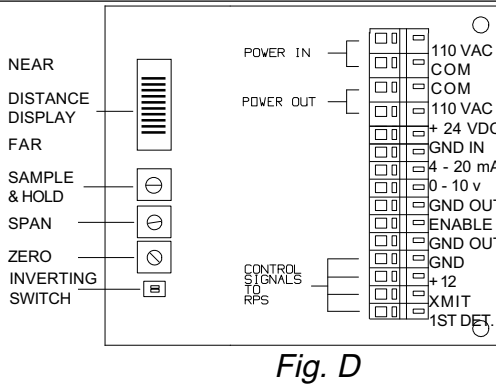 NEAR
DISTANCE
DISPLAY
FAR
SAMPLE
& HOLD
SPAN
ZERO
INVERTING
SWITCH
POWER IN
POWER OUT
CONTROL
SIGNALS
TO
RPS
110 VAC
COM
COM
110 VAC
+ 24 VDC
GND IN
4 - 20 mA
0 - 10 v
GND OUT
ENABLE
GND OUT
GND
+ 12
XMIT
1ST DET.
Fig. D